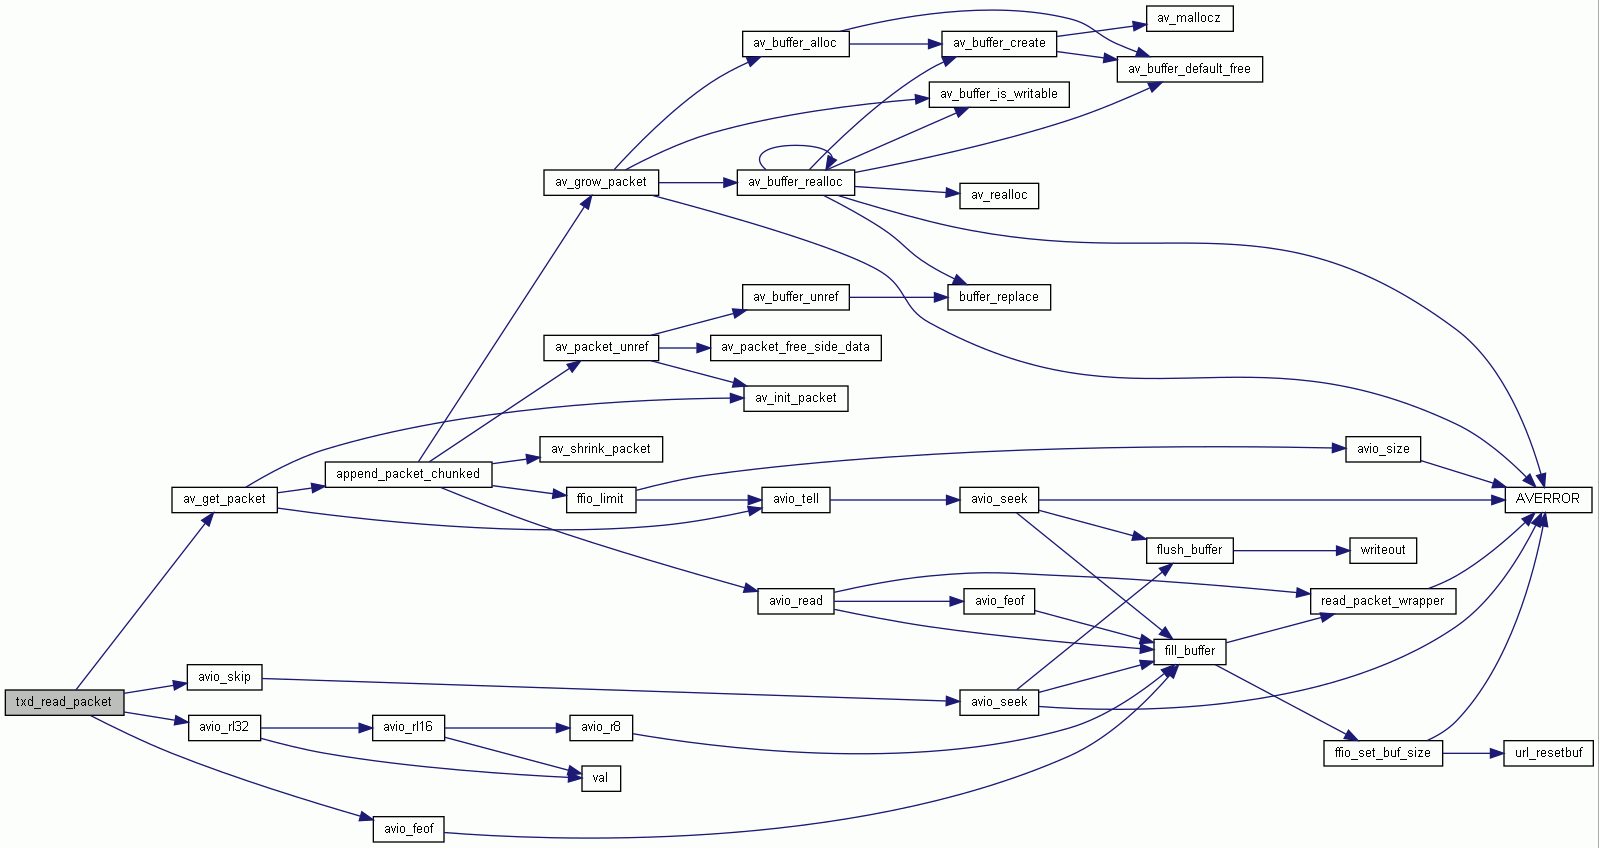 av_mallocz
av_buffer_alloc
av_buffer_create
av_buffer_default_free
av_buffer_is_writable
av_grow_packet
av_buffer_realloc
av_realloc
av_buffer_unref
buffer_replace
av_packet_unref
av_packet_free_side_data
av_init_packet
av_shrink_packet
avio_size
append_packet_chunked
av_get_packet
ffio_limit
avio_tell
avio_seek
AVERROR
flush_buffer
writeout
avio_read
avio_feof
read_packet_wrapper
fill_buffer
avio_skip
txd_read_packet
avio_seek
avio_rl32
avio_rl16
avio_r8
ffio_set_buf_size
url_resetbuf
val
avio_feof